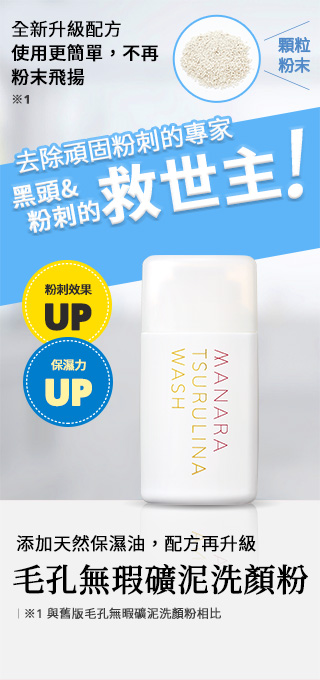 全新升級配方
使用更簡單，不再
粉末飛揚
※1
顆粒
粉末
去除頑固粉刺的專家
黑頭&
粉刺的救世主!
粉刺效果
UP
保濕力
UP
MANARA
TSURULINA
WASH
添加天然保濕油，配方再升級
毛孔無瑕礦泥洗顏粉
※1 與舊版毛孔無暇礦泥洗顏粉相比